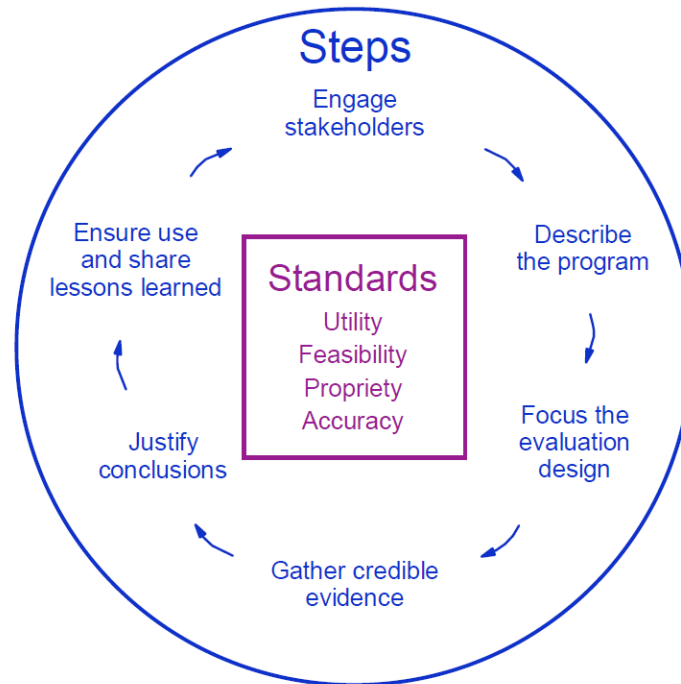 Steps
Engage
stakeholders
Describe
the program
Focus the
evaluation
design
Gather credible
evidence
Justify
conclusions
Ensure use
and share
lessons learned
Standards
Utility
Feasibility
Propriety
Accuracy